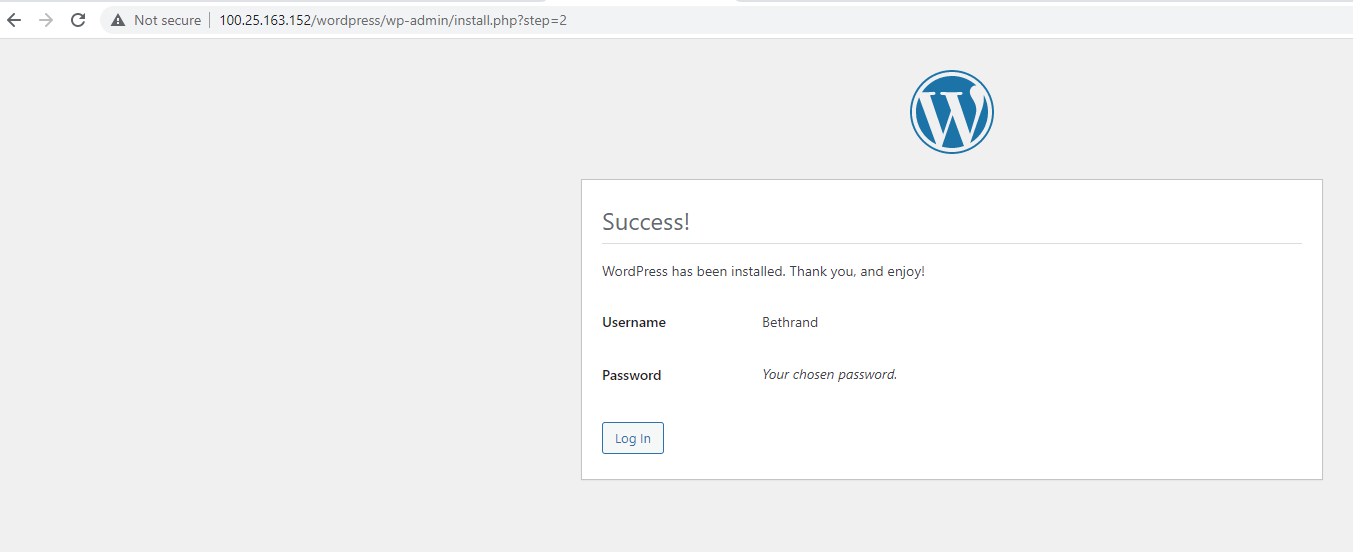 Not secure | 100.25.163.152/wordpress/wp-admin/install.php?step=2
W
Success!
WordPress has been installed. Thank you, and enjoy!
Username Bethrand
Password Your chosen password.
Log In